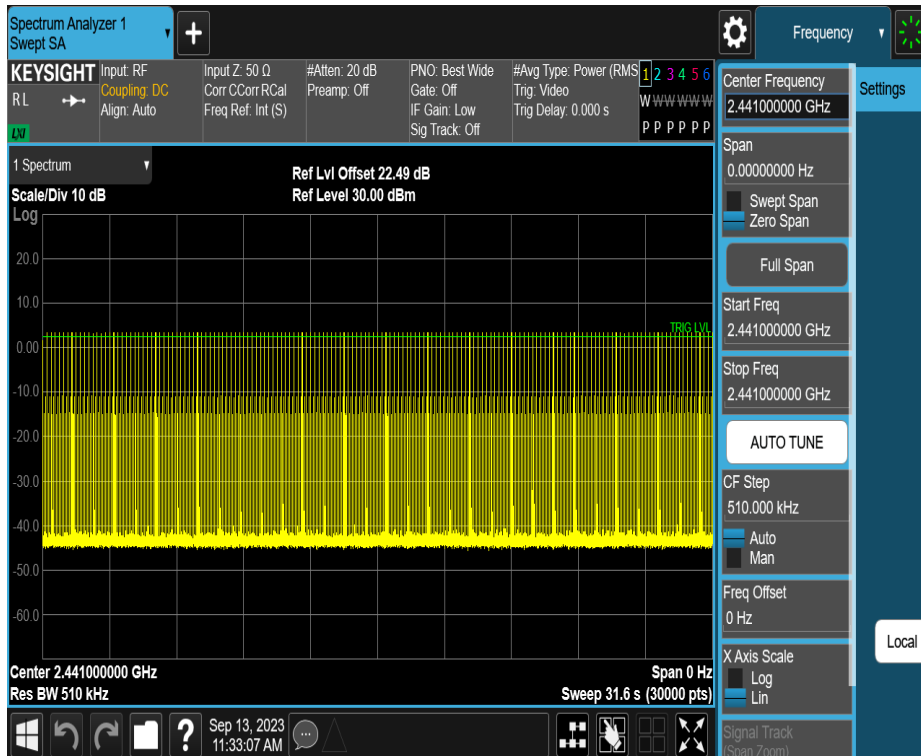 Spectrum Analyzer 1
Swept SA
+
Frequency
KEYSIGHT
R L
LXI
Input: RF
Coupling: DC
Align: Auto
Input Z: 50 Ω
Corr CCorr RCal
Freq Ref: Int (S)
#Atten: 20 dB
Preamp: Off
PNO: Best Wide
Gate: Off
IF Gain: Low
Sig Track: Off
#Avg Type: Power (RMS
Trig: Video
Trig Delay: 0.000 s
1 2 3 4 5 6
W W W W W W
P P P P P P
1 Spectrum
Scale/Div 10 dB
Ref Lvl Offset 22.49 dB
Ref Level 30.00 dBm
Log
20.0
10.0
0.00
-10.0
-20.0
-30.0
-40.0
-50.0
-60.0
TRIG LVL
Center 2.441000000 GHz
Res BW 510 kHz
Span 0 Hz
Sweep 31.6 s (30000 pts)
Center Frequency
2.441000000 GHz
Settings
Span
0.00000000 Hz
Swept Span
Zero Span
Full Span
Start Freq
2.441000000 GHz
Stop Freq
2.441000000 GHz
AUTO TUNE
CF Step
510.000 kHz
Auto
Man
Freq Offset
0 Hz
Local
X Axis Scale
Log
Lin
Signal Track
(Span Zoom)
?
Sep 13, 2023
11:33:07 AM